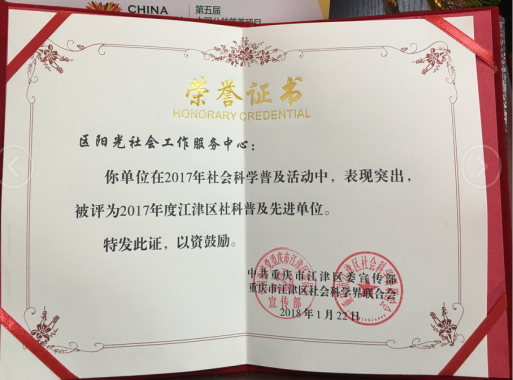 CHINA
第五届
荣誉证书
HONORARY CREDENTIAL
区阳光社会工作服务中心：
你单位在2017年社会科学普及活动中，表现突出，
被评为2017年度江津区社科普及先进单位。
特发此证，以资鼓励。
中共重庆市江津区委宣传部
重庆市江津区社会科学界联合会
宣传部
2018年1月22日